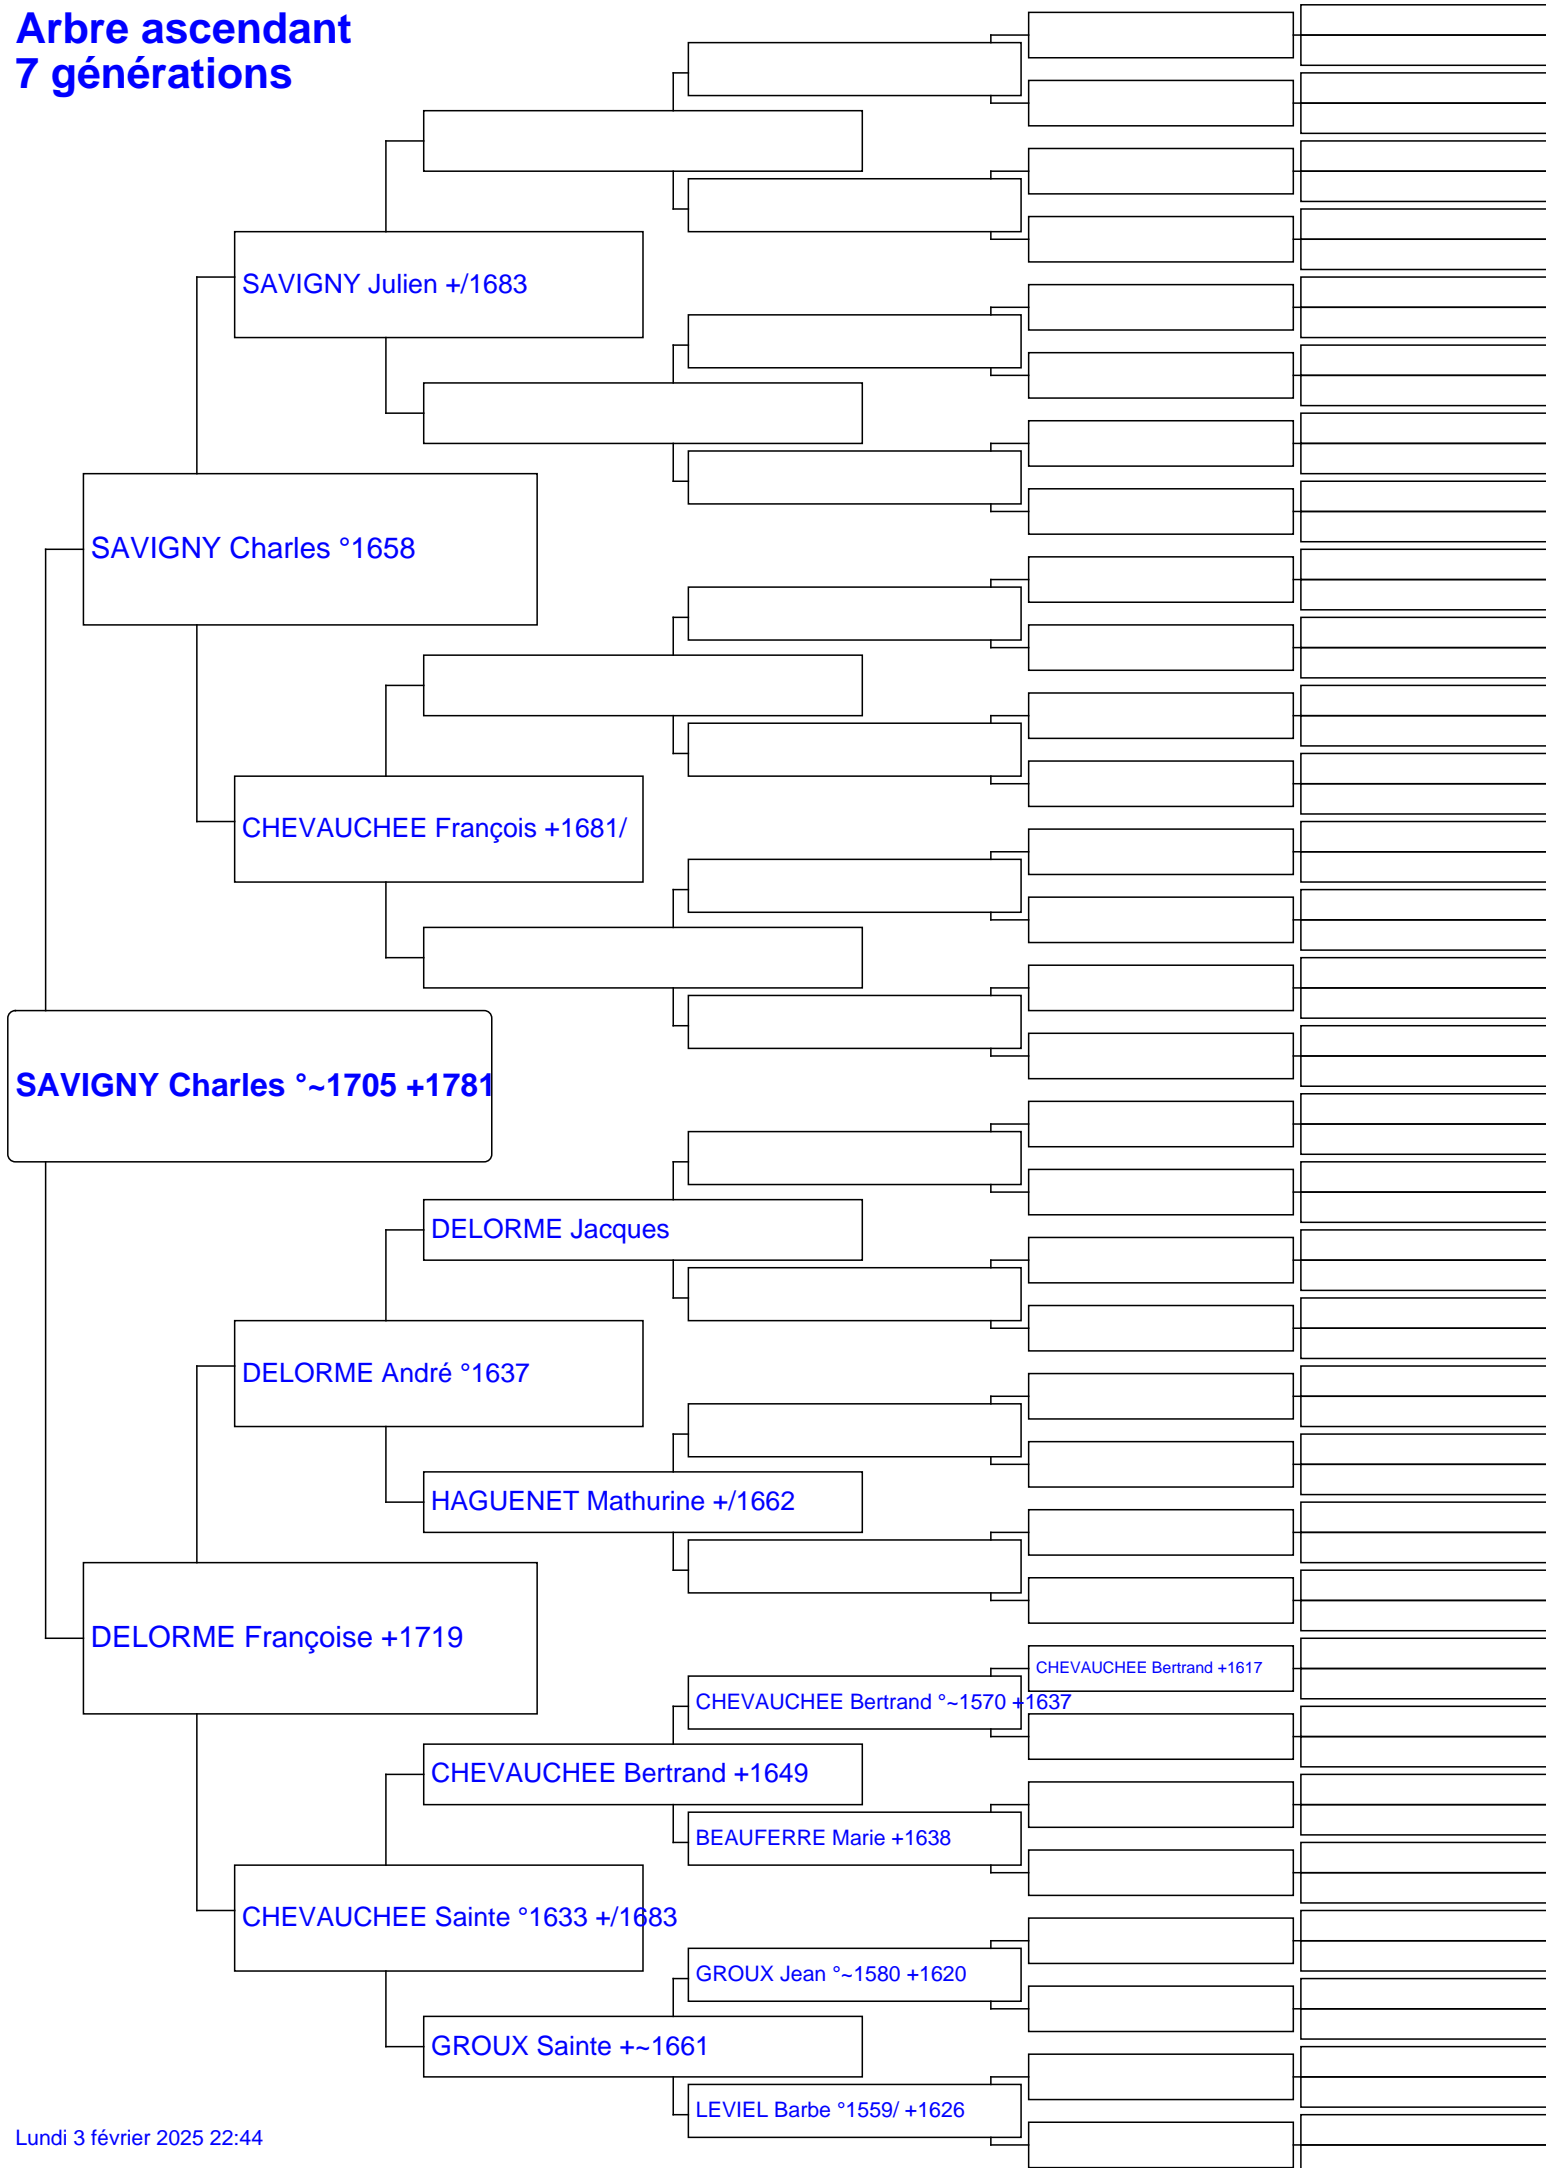 Arbre ascendant
7 générations
SAVIGNY Julien +/1683
SAVIGNY Charles °1658
CHEVAUCHEE François +1681/
SAVIGNY Charles °~1705 +1781
DELORME Jacques
DELORME André °1637
HAGUENET Mathurine +/1662
DELORME Françoise +1719
CHEVAUCHEE Bertrand +1617
CHEVAUCHEE Bertrand °~1570 +1637
CHEVAUCHEE Bertrand +1649
BEAUFERRE Marie +1638
CHEVAUCHEE Sainte °1633 +/1683
GROUX Jean °~1580 +1620
GROUX Sainte +~1661
LEVIEL Barbe °1559/ +1626
Lundi 3 février 2025 22:44